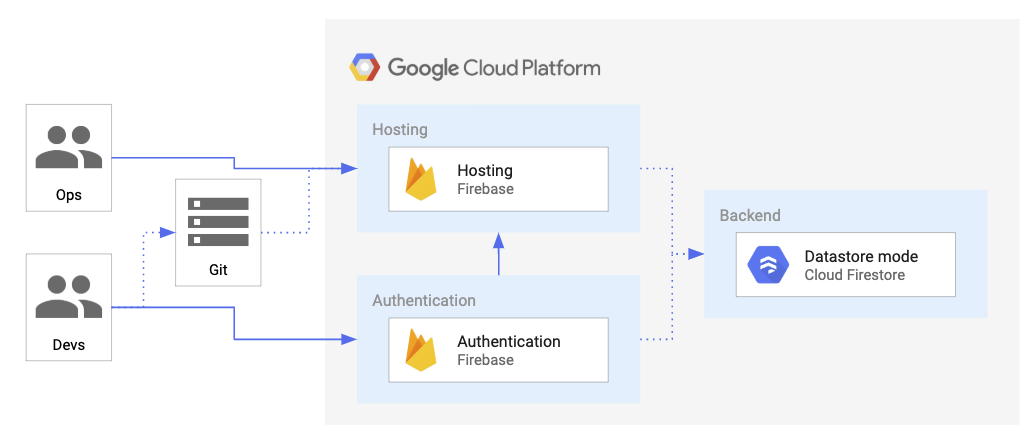 Google Cloud Platform
Ops
Git
Devs
Hosting
Hosting
Firebase
Authentication
Authentication
Firebase
Backend
Datastore mode
Cloud Firestore